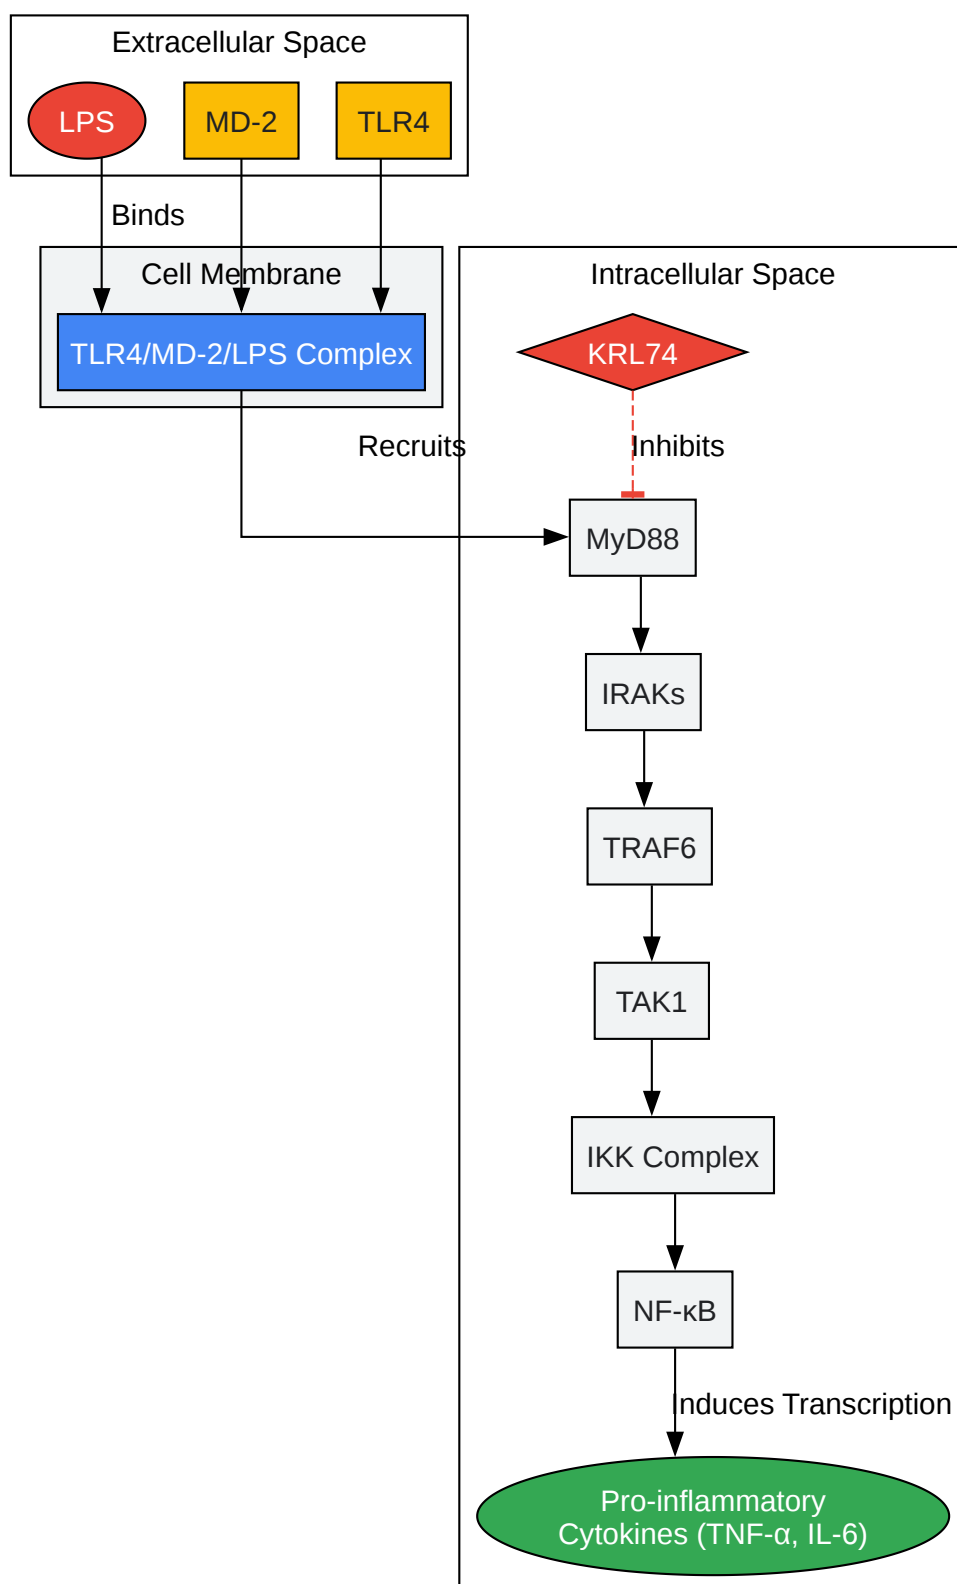 Extracellular Space
LPS
MD-2
TLR4
Binds
Cell Membrane
TLR4/MD-2/LPS Complex
Intracellular Space
KRL74
Recruits
Inhibits
MyD88
IRAKs
TRAF6
TAK1
IKK Complex
NF-κB
Induces Transcription
Pro-inflammatory
Cytokines (TNF-α, IL-6)